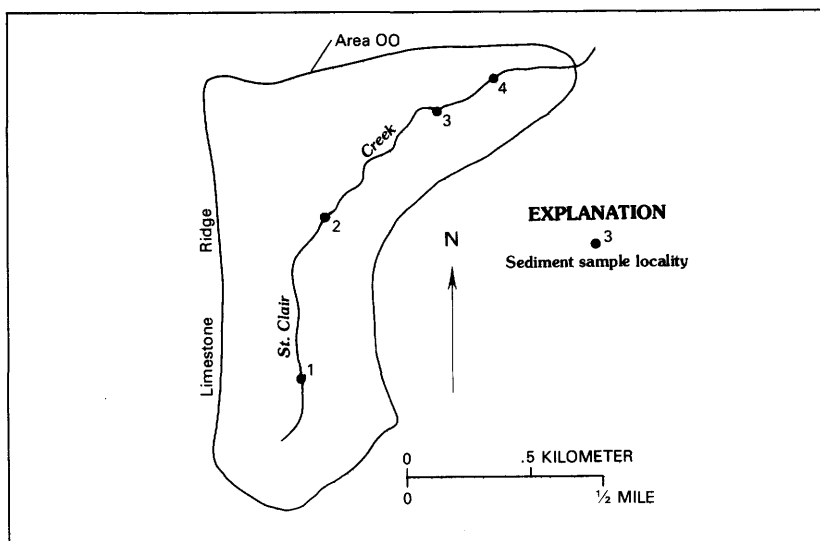 Area OO
4
3
Creek
2
Ridge
EXPLANATION
3
Sediment sample locality
N
St. Clair
Limestone
1
0 .5 KILOMETER
0 ½ MILE